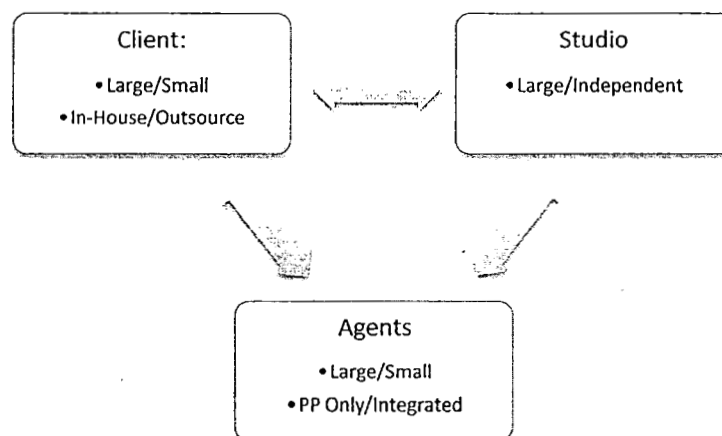 Client:
•Large/Small
•In-House/Outsource
Studio
•Large/Independent
Agents
•Large/Small
•PP Only/Integrated